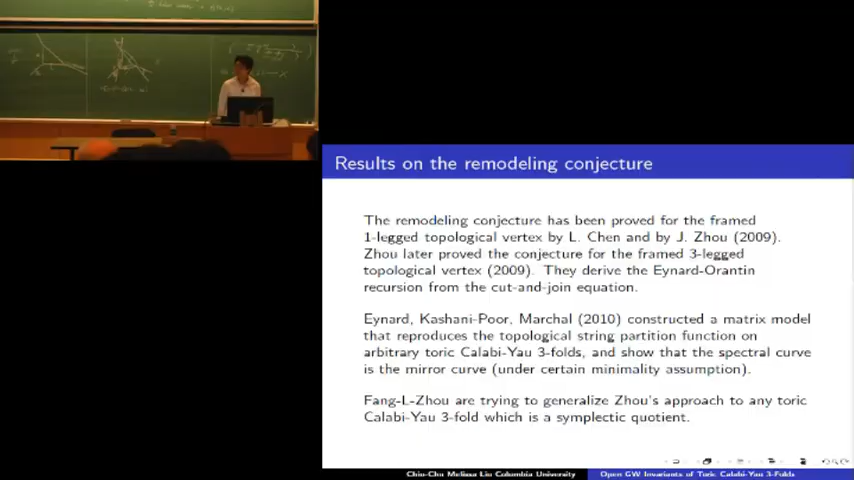 Results on the remodeling conjecture
The remodeling conjecture has been proved for the framed
1-legged topological vertex by L. Chen and by J. Zhou (2009).
Zhou later proved the conjecture for the framed 3-legged
topological vertex (2009). They derive the Eynard-Orantin
recursion from the cut-and-join equation.
Eynard, Kashani-Poor, Marchal (2010) constructed a matrix model
that reproduces the topological string partition function on
arbitrary toric Calabi-Yau 3-folds, and show that the spectral curve
is the mirror curve (under certain minimality assumption).
Fang-L-Zhou are trying to generalize Zhou's approach to any toric
Calabi-Yau 3-fold which is a symplectic quotient.
Chiu-Chu Melissa Liu Columbia University
Open GW Invariants of Toric Calabi-Yau 3-Folds